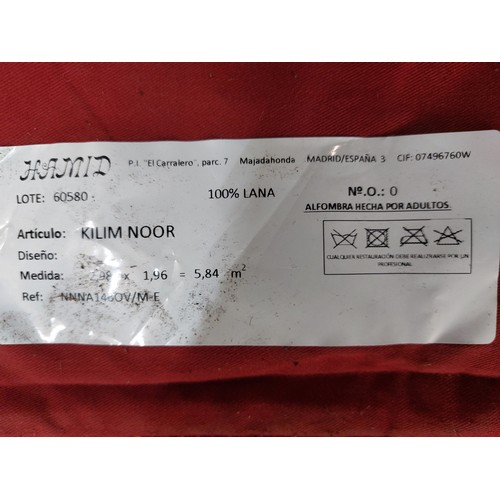 HAMID P.I. "El Carralero", parc. 7 Majadahonda MADRID/ESPAÑA 3 CIF: 07496760W
LOTE: 60580 100% LANA Nº.O.: 0
ALFOMBRA HECHA POR ADULTOS.
Articulo: KILIM NOOR
Diseño:
Medida: x 1,96 = 5,84 m²
Ref:
CUALQUIER RESTAURACIÓN DEBE REALIZARSE POR UN
PROFESIONAL